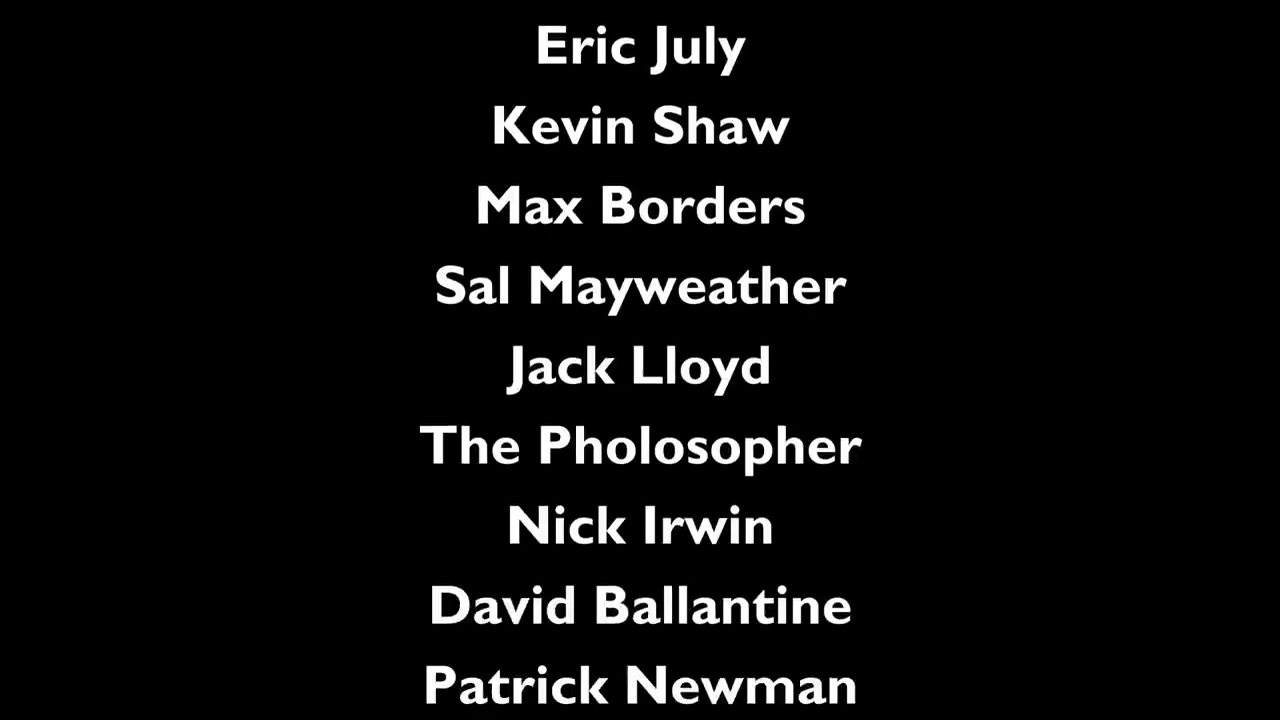 Eric July
Kevin Shaw
Max Borders
Sal Mayweather
Jack Lloyd
The Pholosopher
Nick Irwin
David Ballantine
Patrick Newman